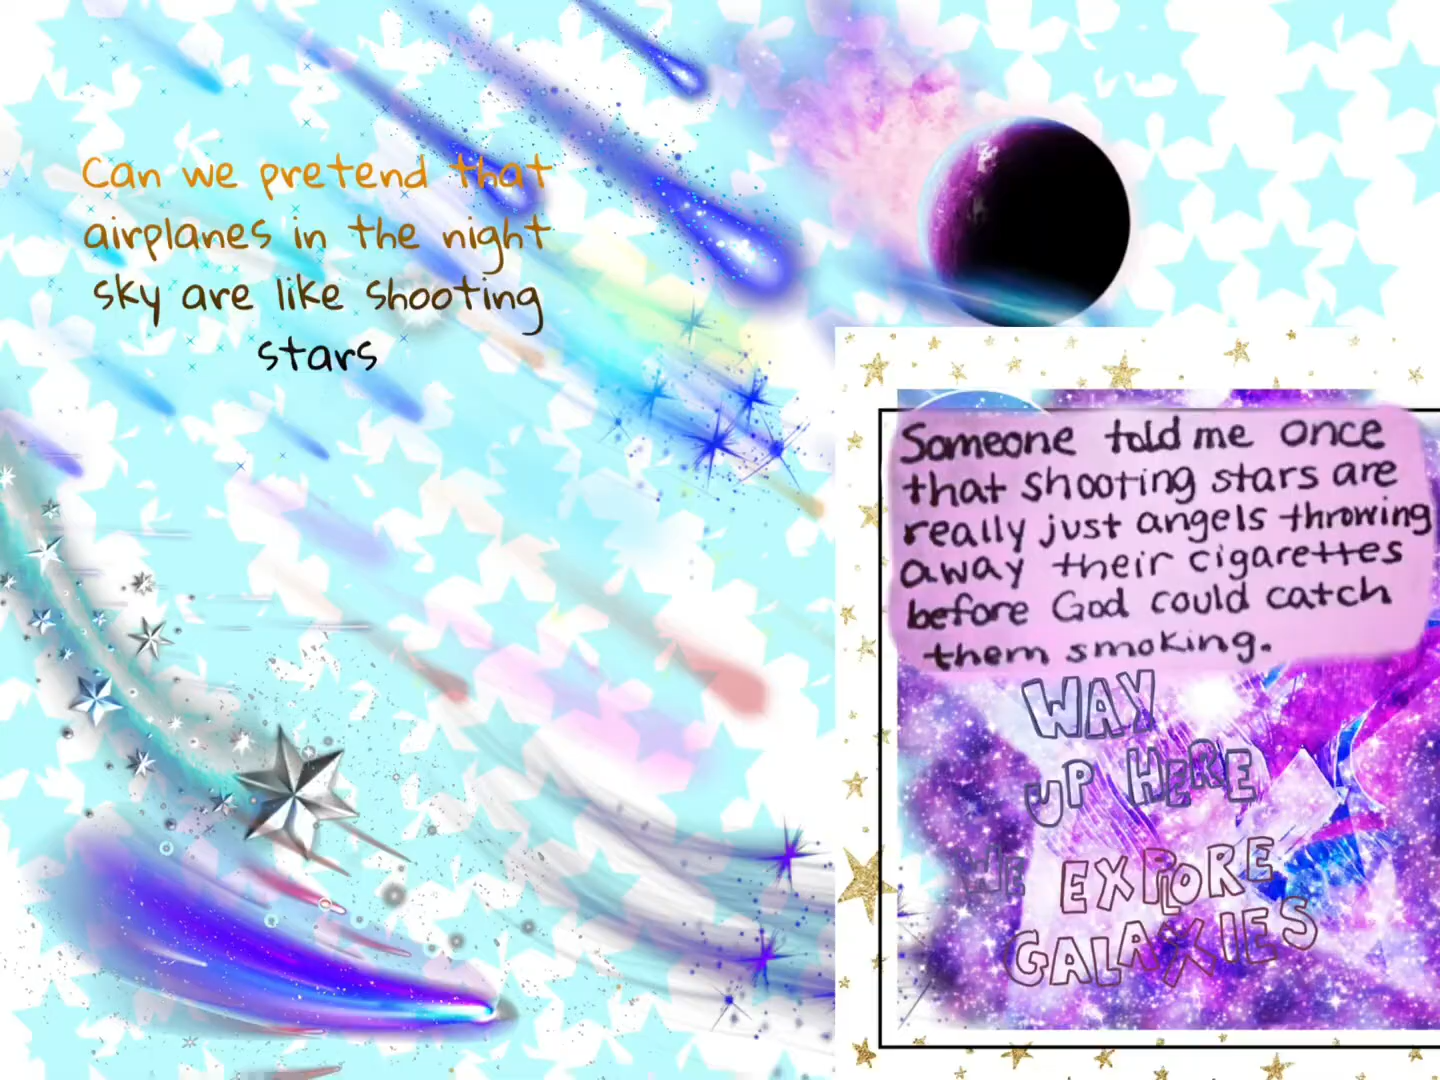 Can we pretend that
airplanes in the night
sky are like shooting
stars
Someone told me once
that shooting stars are
really just angels throwing
away their cigarettes
before God could catch
them smoking.
WAY
UP HERE
WE EXPLORE
GALAXIES